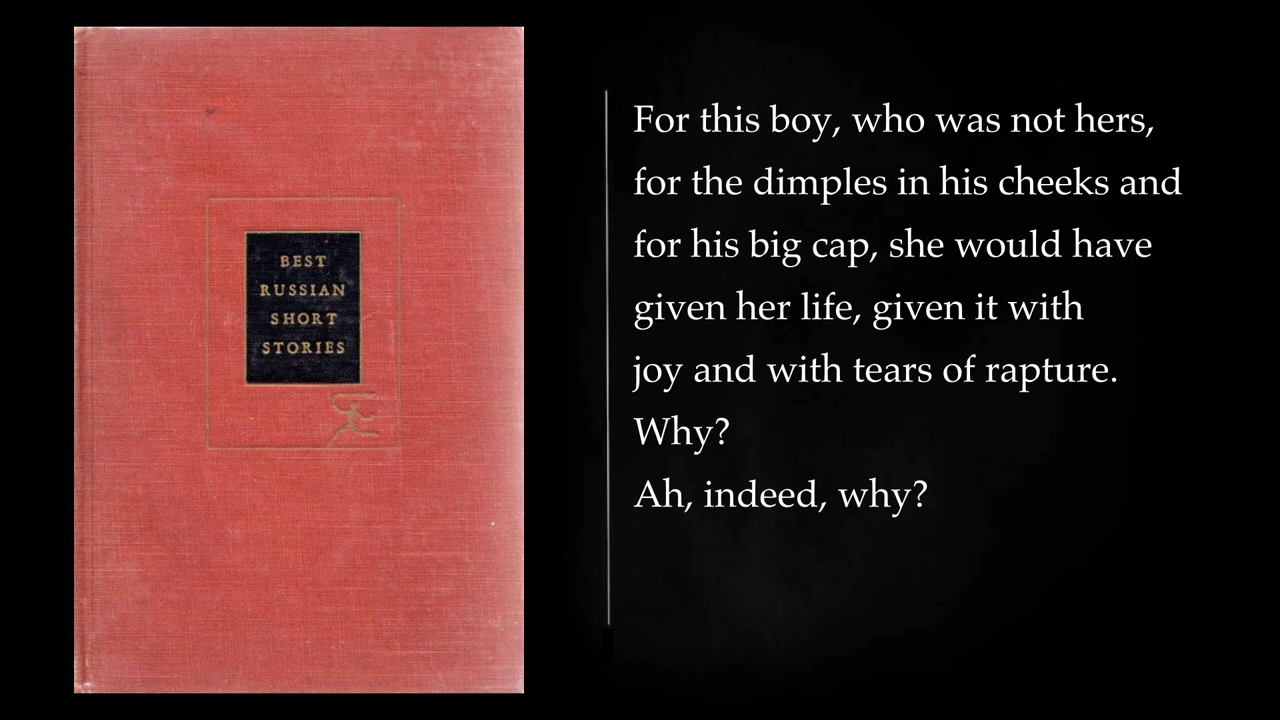 BEST
RUSSIAN
SHORT
STORIES
For this boy, who was not hers,
for the dimples in his cheeks and
for his big cap, she would have
given her life, given it with
joy and with tears of rapture.
Why?
Ah, indeed, why?